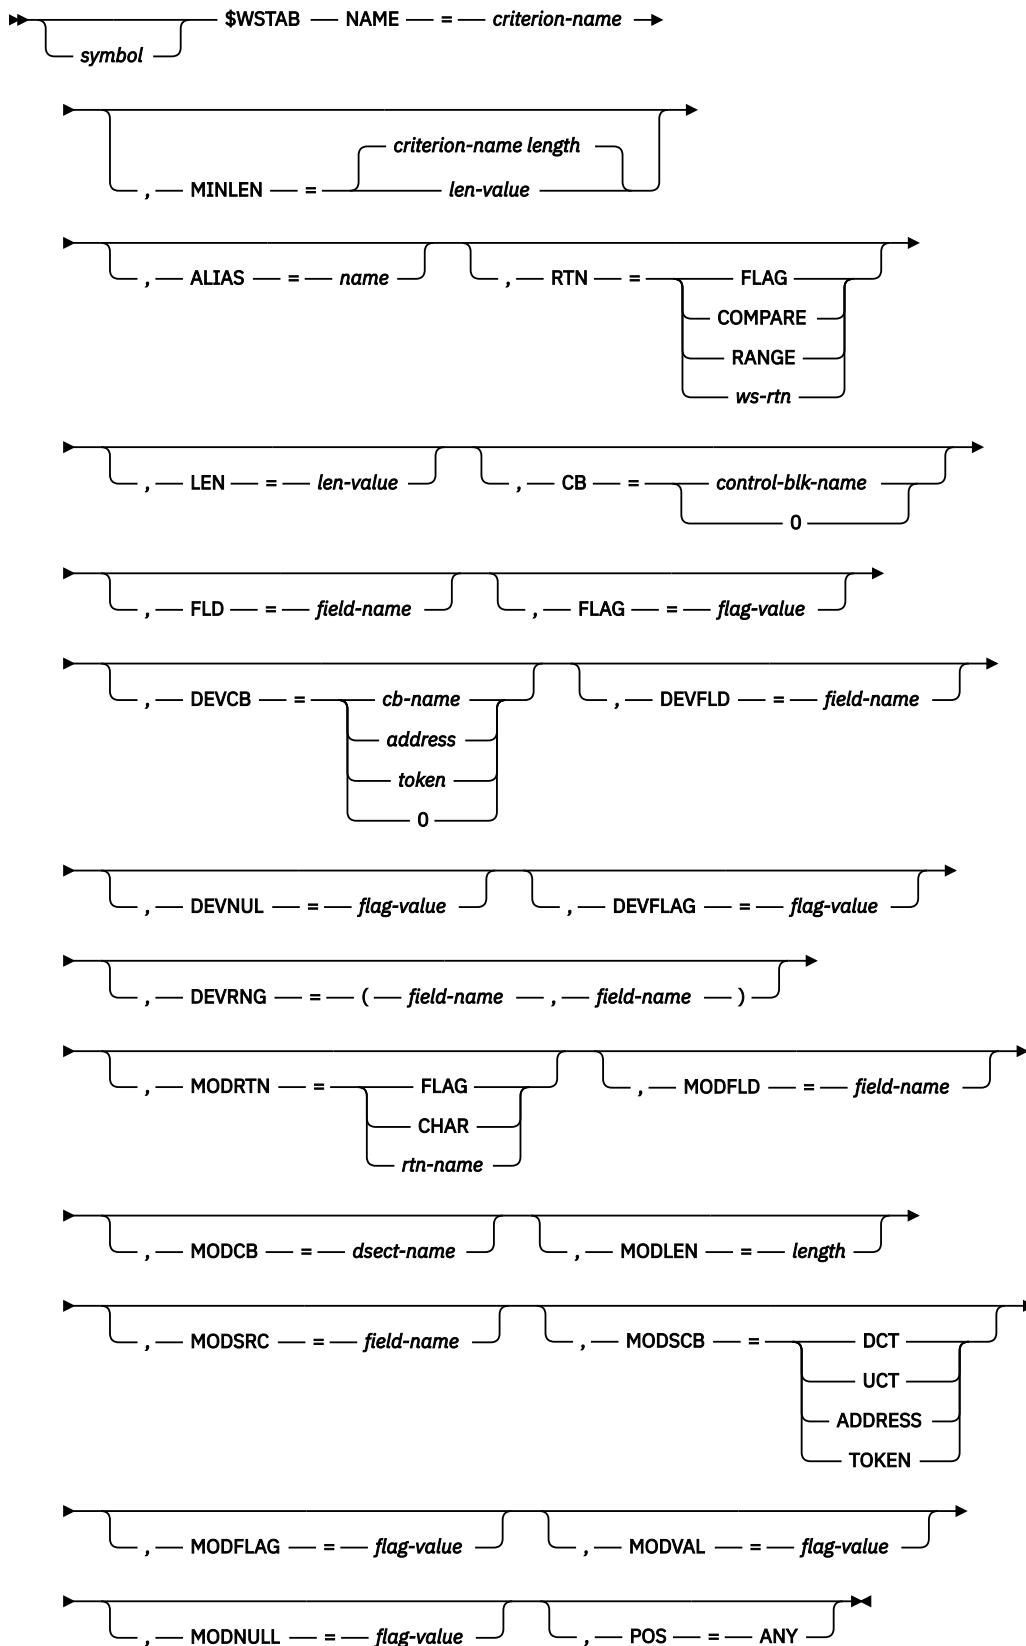 $WSTAB NAME = criterion-name
symbol
criterion-name length
, MINLEN = len-value
, ALIAS = name , RTN = FLAG
COMPARE
RANGE
ws-rtn
, LEN = len-value , CB = control-blk-name
0
, FLD = field-name , FLAG = flag-value
, DEVCB = cb-name , DEVFLD = field-name
address
token
0
, DEVNUL = flag-value , DEVFLAG = flag-value
, DEVRNG = ( field-name , field-name )
, MODRTN = FLAG , MODFLD = field-name
CHAR
rtn-name
, MODCB = dsect-name , MODLEN = length
, MODSRC = field-name , MODSCB = DCT
UCT
ADDRESS
TOKEN
, MODFLAG = flag-value , MODVAL = flag-value
, MODNULL = flag-value , POS = ANY